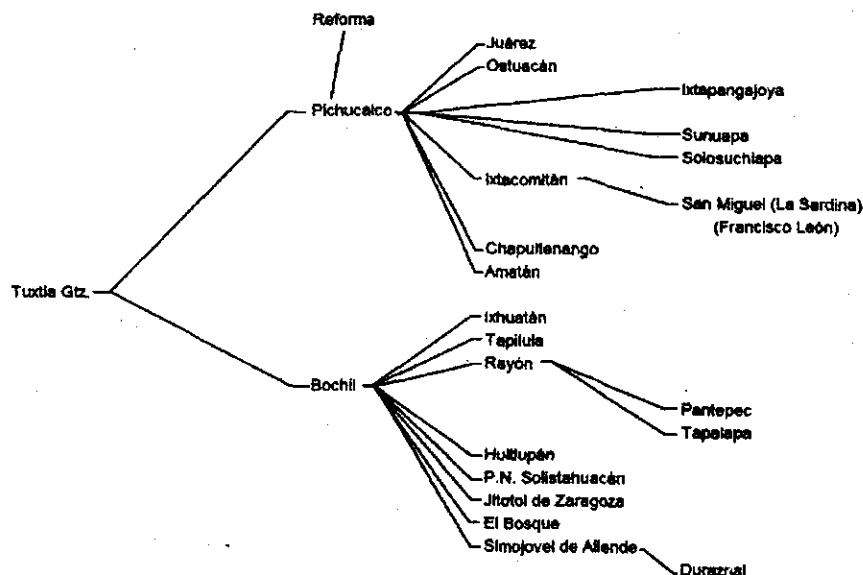 Reforma
Juárez
Ostuacán
Ixtapangajoya
Pichucalco
Sunuapa
Solosuchiapa
Ixtacomitán
San Miguel (La Sardina)
(Francisco León)
Chapultenango
Amatán
Tuxtla Gtz.
Ixhuatán
Tapilula
Rayón
Bochil
Pantepec
Tapalapa
Huitiupán
P.N. Solistahuacán
Jitotol de Zaragoza
El Bosque
Simojovel de Allende
Duraznal